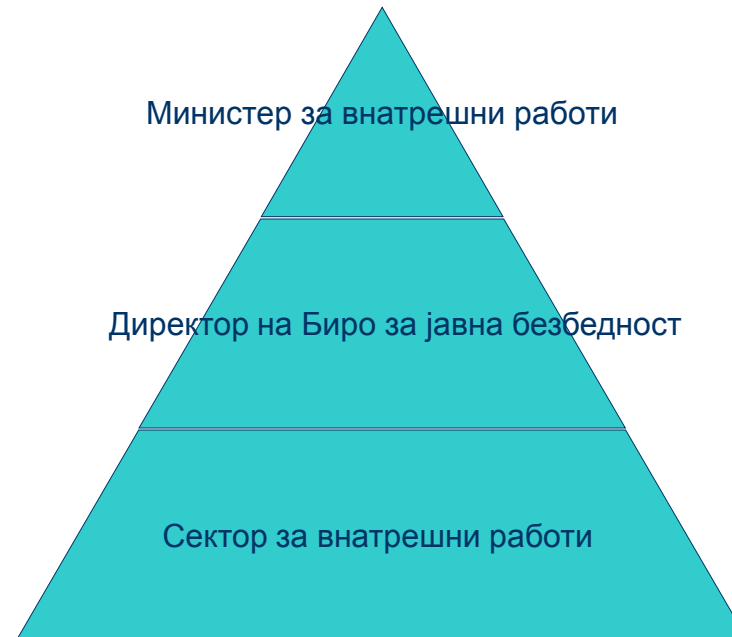 Министер за внатрешни работи
Директор на Биро за јавна безбедност
Сектор за внатрешни работи